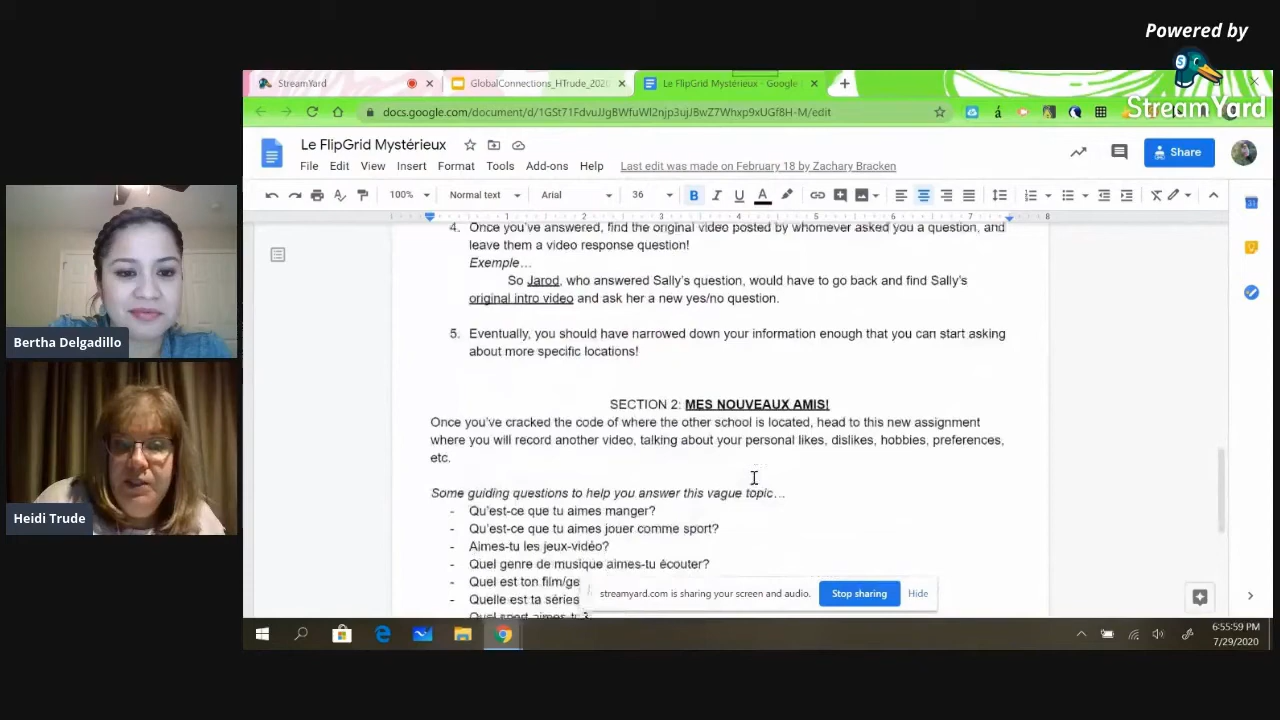 Powered by
StreamYard
StreamYard
GlobalConnections_HTrude_202
Le FlipGrid Mystérieux - Google
Le FlipGrid Mystérieux
File Edit View Insert Format Tools Add-ons Help
Last edit was made on February 18 by Zachary Bracken
Share
100% Normal text Arial 36 B I U A
1 2 3 4 5 6 7 8
4. Once you've answered, find the original video posted by whomever asked you a question, and
leave them a video response question!
Exemple…
So Jarod, who answered Sally's question, would have to go back and find Sally's
original intro video and ask her a new yes/no question.
5. Eventually, you should have narrowed down your information enough that you can start asking
about more specific locations!
SECTION 2: MES NOUVEAUX AMIS!
Once you've cracked the code of where the other school is located, head to this new assignment
where you will record another video, talking about your personal likes, dislikes, hobbies, preferences,
etc.
Some guiding questions to help you answer this vague topic…
- Qu'est-ce que tu aimes manger?
- Qu'est-ce que tu aimes jouer comme sport?
- Aimes-tu les jeux-vidéo?
- Quel genre de musique aimes-tu écouter?
- Quel est ton film/ge
- Quelle est ta séries
streamyard.com is sharing your screen and audio.
Stop sharing
Hide
Bertha Delgadillo
Heidi Trude
6:55:59 PM
7/29/2020